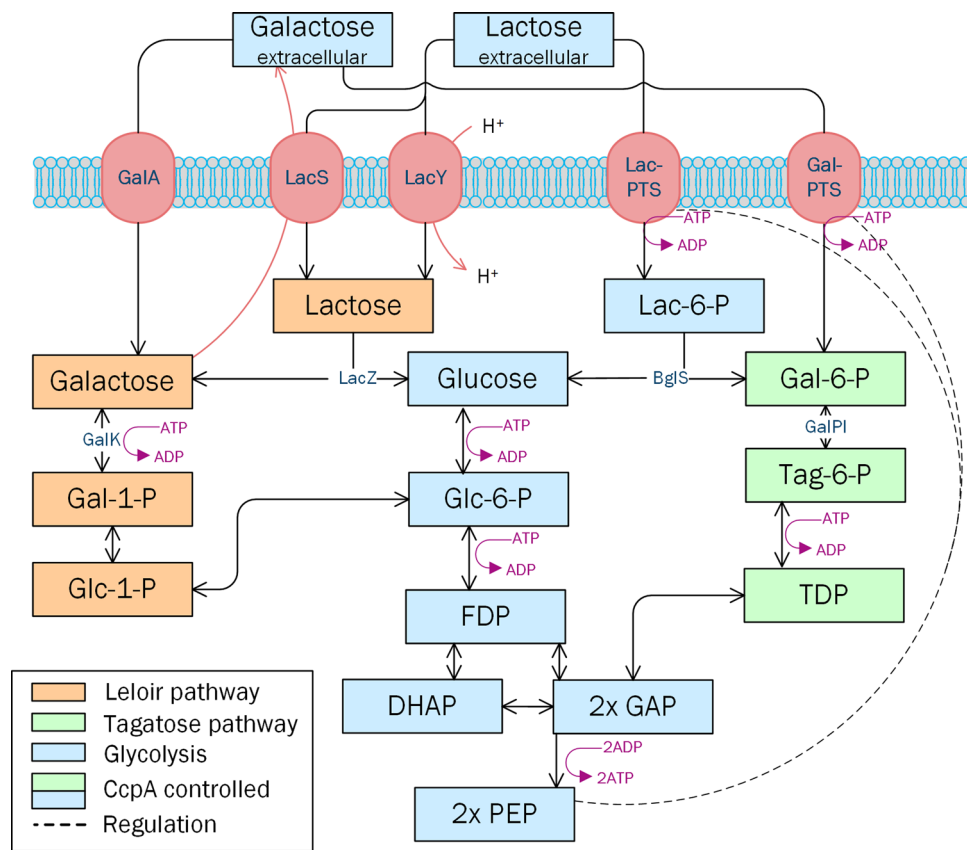 Galactose
extracellular
Lactose
extracellular
H⁺
GalA
LacS
LacY
Lac-
PTS
Gal-
PTS
ATP
ADP
ATP
ADP
H⁺
Lactose
Lac-6-P
Galactose
LacZ
Glucose
BglS
Gal-6-P
GalK
ATP
ADP
ATP
ADP
GalPI
Gal-1-P
Glc-6-P
Tag-6-P
ATP
ADP
ATP
ADP
Glc-1-P
FDP
TDP
DHAP
2x GAP
2ADP
2ATP
2x PEP
Leloir pathway
Tagatose pathway
Glycolysis
CcpA controlled
Regulation